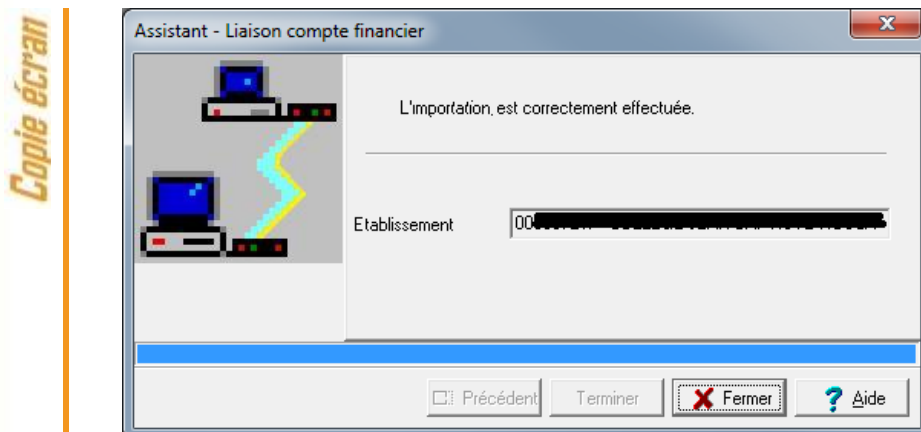 Copie écran
Assistant - Liaison compte financier
L'importation, est correctement effectuée.
Etablissement
00
Précédent
Terminer
Fermer
? Aide